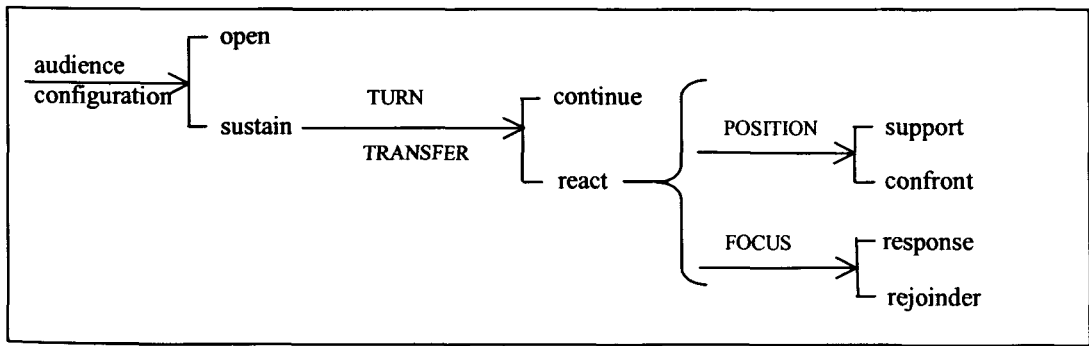 open
audience
configuration
sustain
TURN
TRANSFER
continue
react
POSITION
support
confront
FOCUS
response
rejoinder